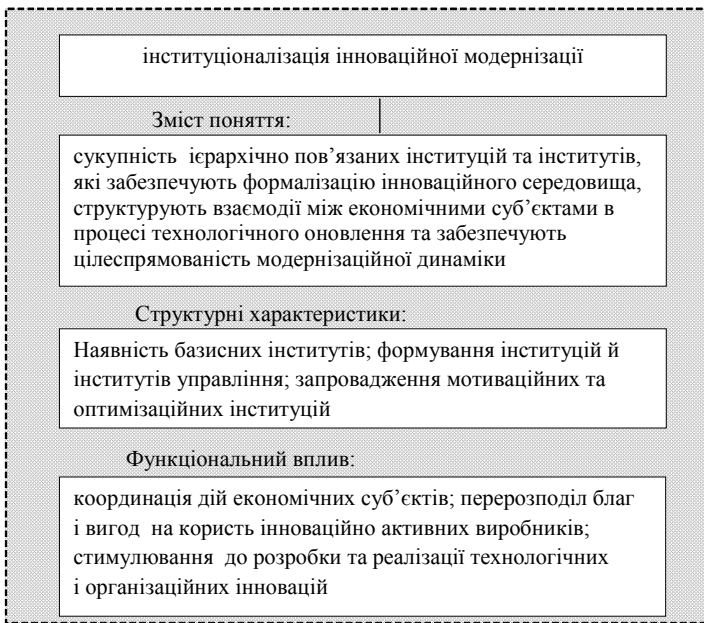 інституціоналізація інноваційної модернізації
Зміст поняття:
сукупність ієрархічно пов’язаних інституцій та інститутів,
які забезпечують формалізацію інноваційного середовища,
структурують взаємодії між економічними суб’єктами в
процесі технологічного оновлення та забезпечують
цілеспрямованість модернізаційної динаміки
Структурні характеристики:
Наявність базисних інститутів; формування інституцій й
інститутів управління; запровадження мотиваційних та
оптимізаційних інституцій
Функціональний вплив:
координація дій економічних суб’єктів; перерозподіл благ
і вигод на користь інноваційно активних виробників;
стимулювання до розробки та реалізації технологічних
і організаційних інновацій